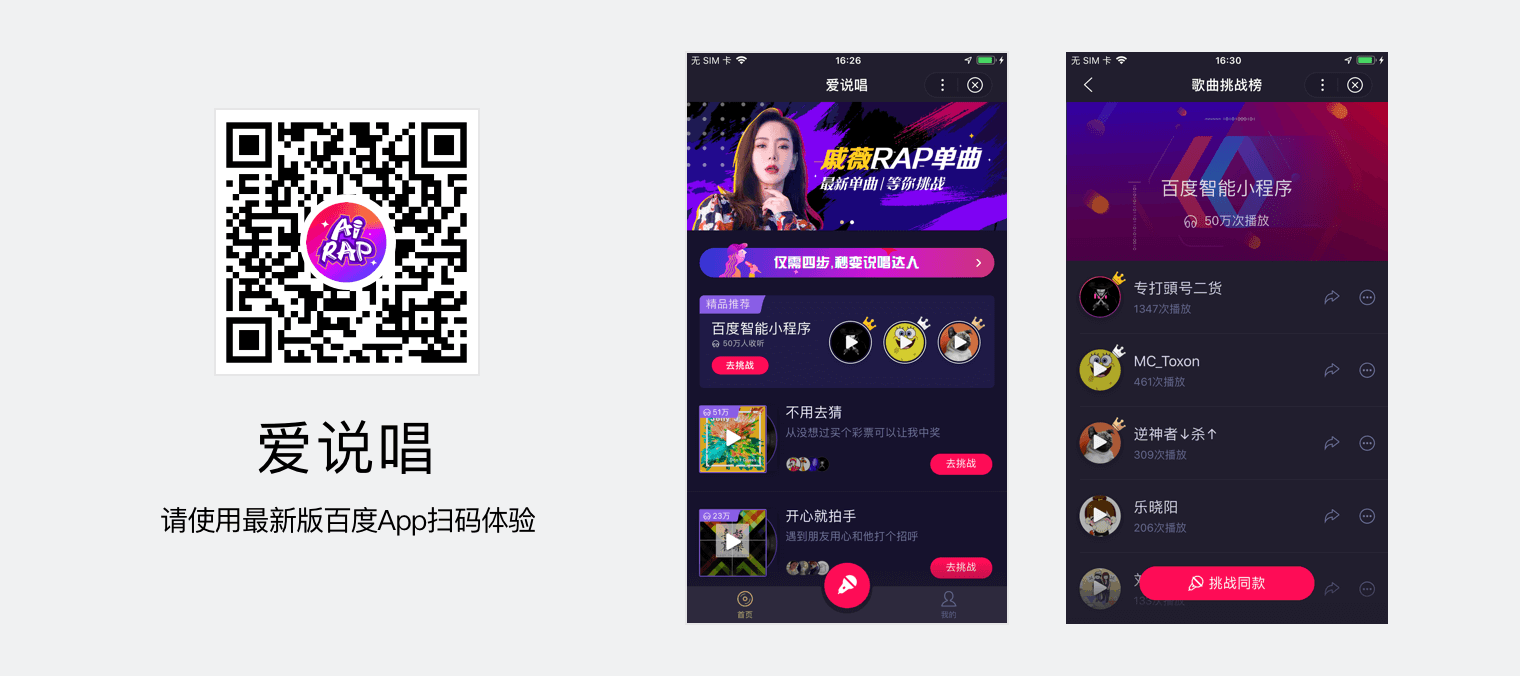 Ai
RAP
爱说唱
请使用最新版百度App扫码体验
无 SIM 卡
16:26
爱说唱
戚薇RAP单曲
最新单曲/等你挑战
仅需四步,秒变说唱达人
精品推荐
百度智能小程序
50万人收听
去挑战
51万
不用去猜
从没想过买个彩票可以让我中奖
去挑战
23万
开心就拍手
遇到朋友用心和他打个招呼
去挑战
首页
我的
无 SIM 卡
16:30
歌曲挑战榜
百度智能小程序
50万次播放
专打頭号二货
1347次播放
MC_Toxon
461次播放
逆神者↓杀↑
309次播放
乐晓阳
206次播放
挑战同款
133次播放